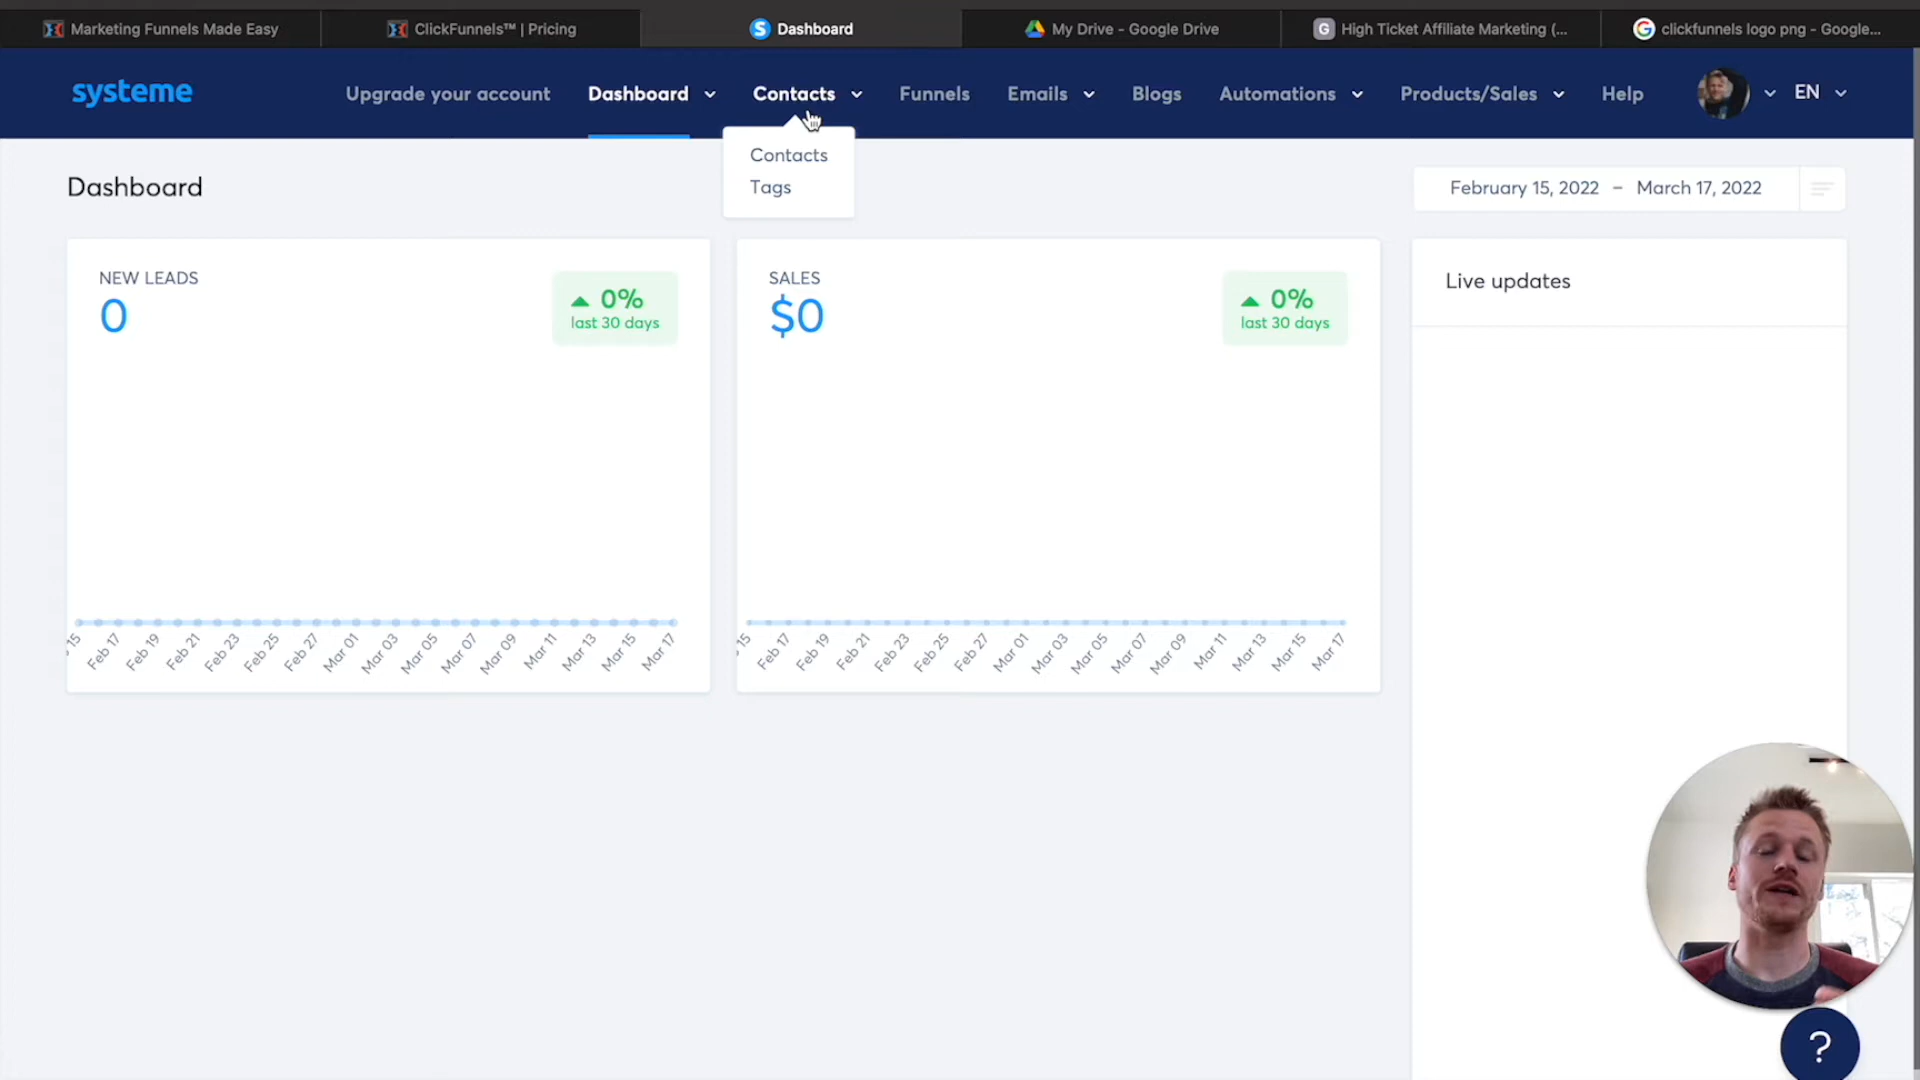 Marketing Funnels Made Easy
ClickFunnels™ | Pricing
Dashboard
My Drive - Google Drive
High Ticket Affiliate Marketing (...
clickfunnels logo png - Google...
systeme
Upgrade your account
Dashboard
Contacts
Funnels
Emails
Blogs
Automations
Products/Sales
Help
EN
Contacts
Tags
Dashboard
February 15, 2022 – March 17, 2022
NEW LEADS
0
0%
last 30 days
15 Feb 17 Feb 19 Feb 21 Feb 23 Feb 25 Feb 27 Mar 01 Mar 03 Mar 05 Mar 07 Mar 09 Mar 11 Mar 13 Mar 15 Mar 17
SALES
$0
0%
last 30 days
15 Feb 17 Feb 19 Feb 21 Feb 23 Feb 25 Feb 27 Mar 01 Mar 03 Mar 05 Mar 07 Mar 09 Mar 11 Mar 13 Mar 15 Mar 17
Live updates
?